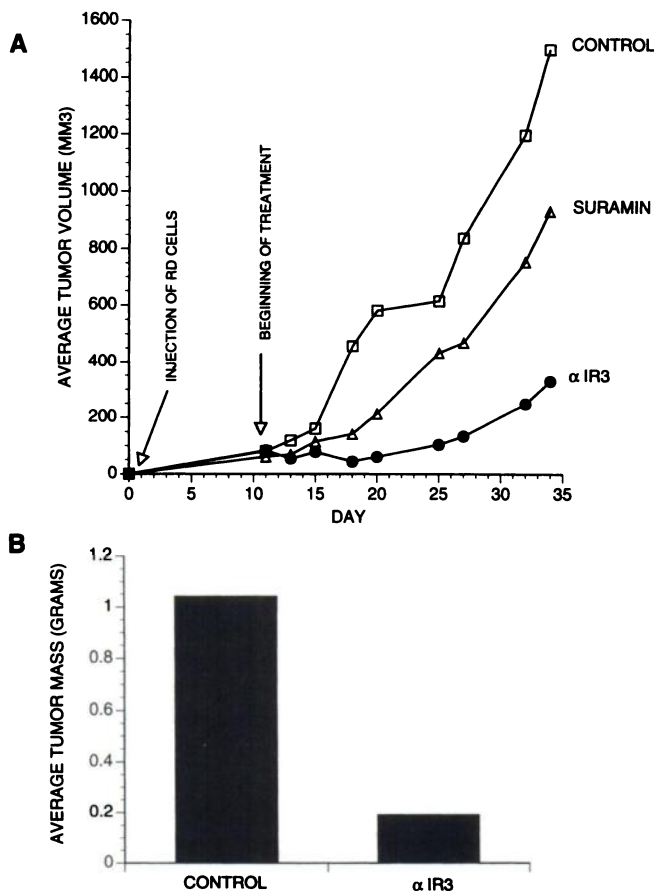 A
AVERAGE TUMOR VOLUME (MM3)
1600
1400
1200
1000
800
600
400
200
0
INJECTION OF RD CELLS
BEGINNING OF TREATMENT
CONTROL
SURAMIN
α IR3
0 5 10 15 20 25 30 35
DAY
B
AVERAGE TUMOR MASS (GRAMS)
1.2
1
0.8
0.6
0.4
0.2
0
CONTROL α IR3